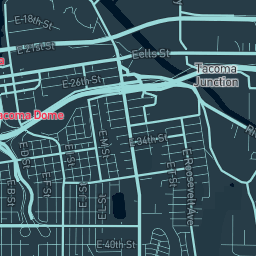 E 18th St
E 21st St
Eells St
Tacoma
Junction
E 26th St
acoma Dome
E M St
E 34th St
E Roosevelt Ave
E T St
E B St
E J St
E L St
E 40th St